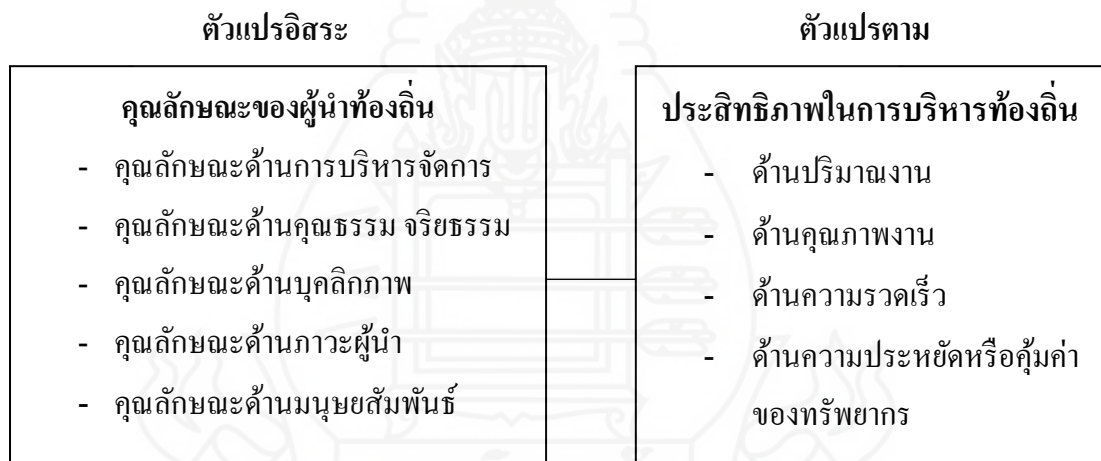 ตัวแปรอิสระ
คุณลักษณะของผู้นำท้องถิ่น
- คุณลักษณะด้านการบริหารจัดการ
- คุณลักษณะด้านคุณธรรม จริยธรรม
- คุณลักษณะด้านบุคลิกภาพ
- คุณลักษณะด้านภาวะผู้นำ
- คุณลักษณะด้านมนุษยสัมพันธ์
ตัวแปรตาม
ประสิทธิภาพในการบริหารท้องถิ่น
- ด้านปริมาณงาน
- ด้านคุณภาพงาน
- ด้านความรวดเร็ว
- ด้านความประหยัดหรือคุ้มค่า
ของทรัพยากร